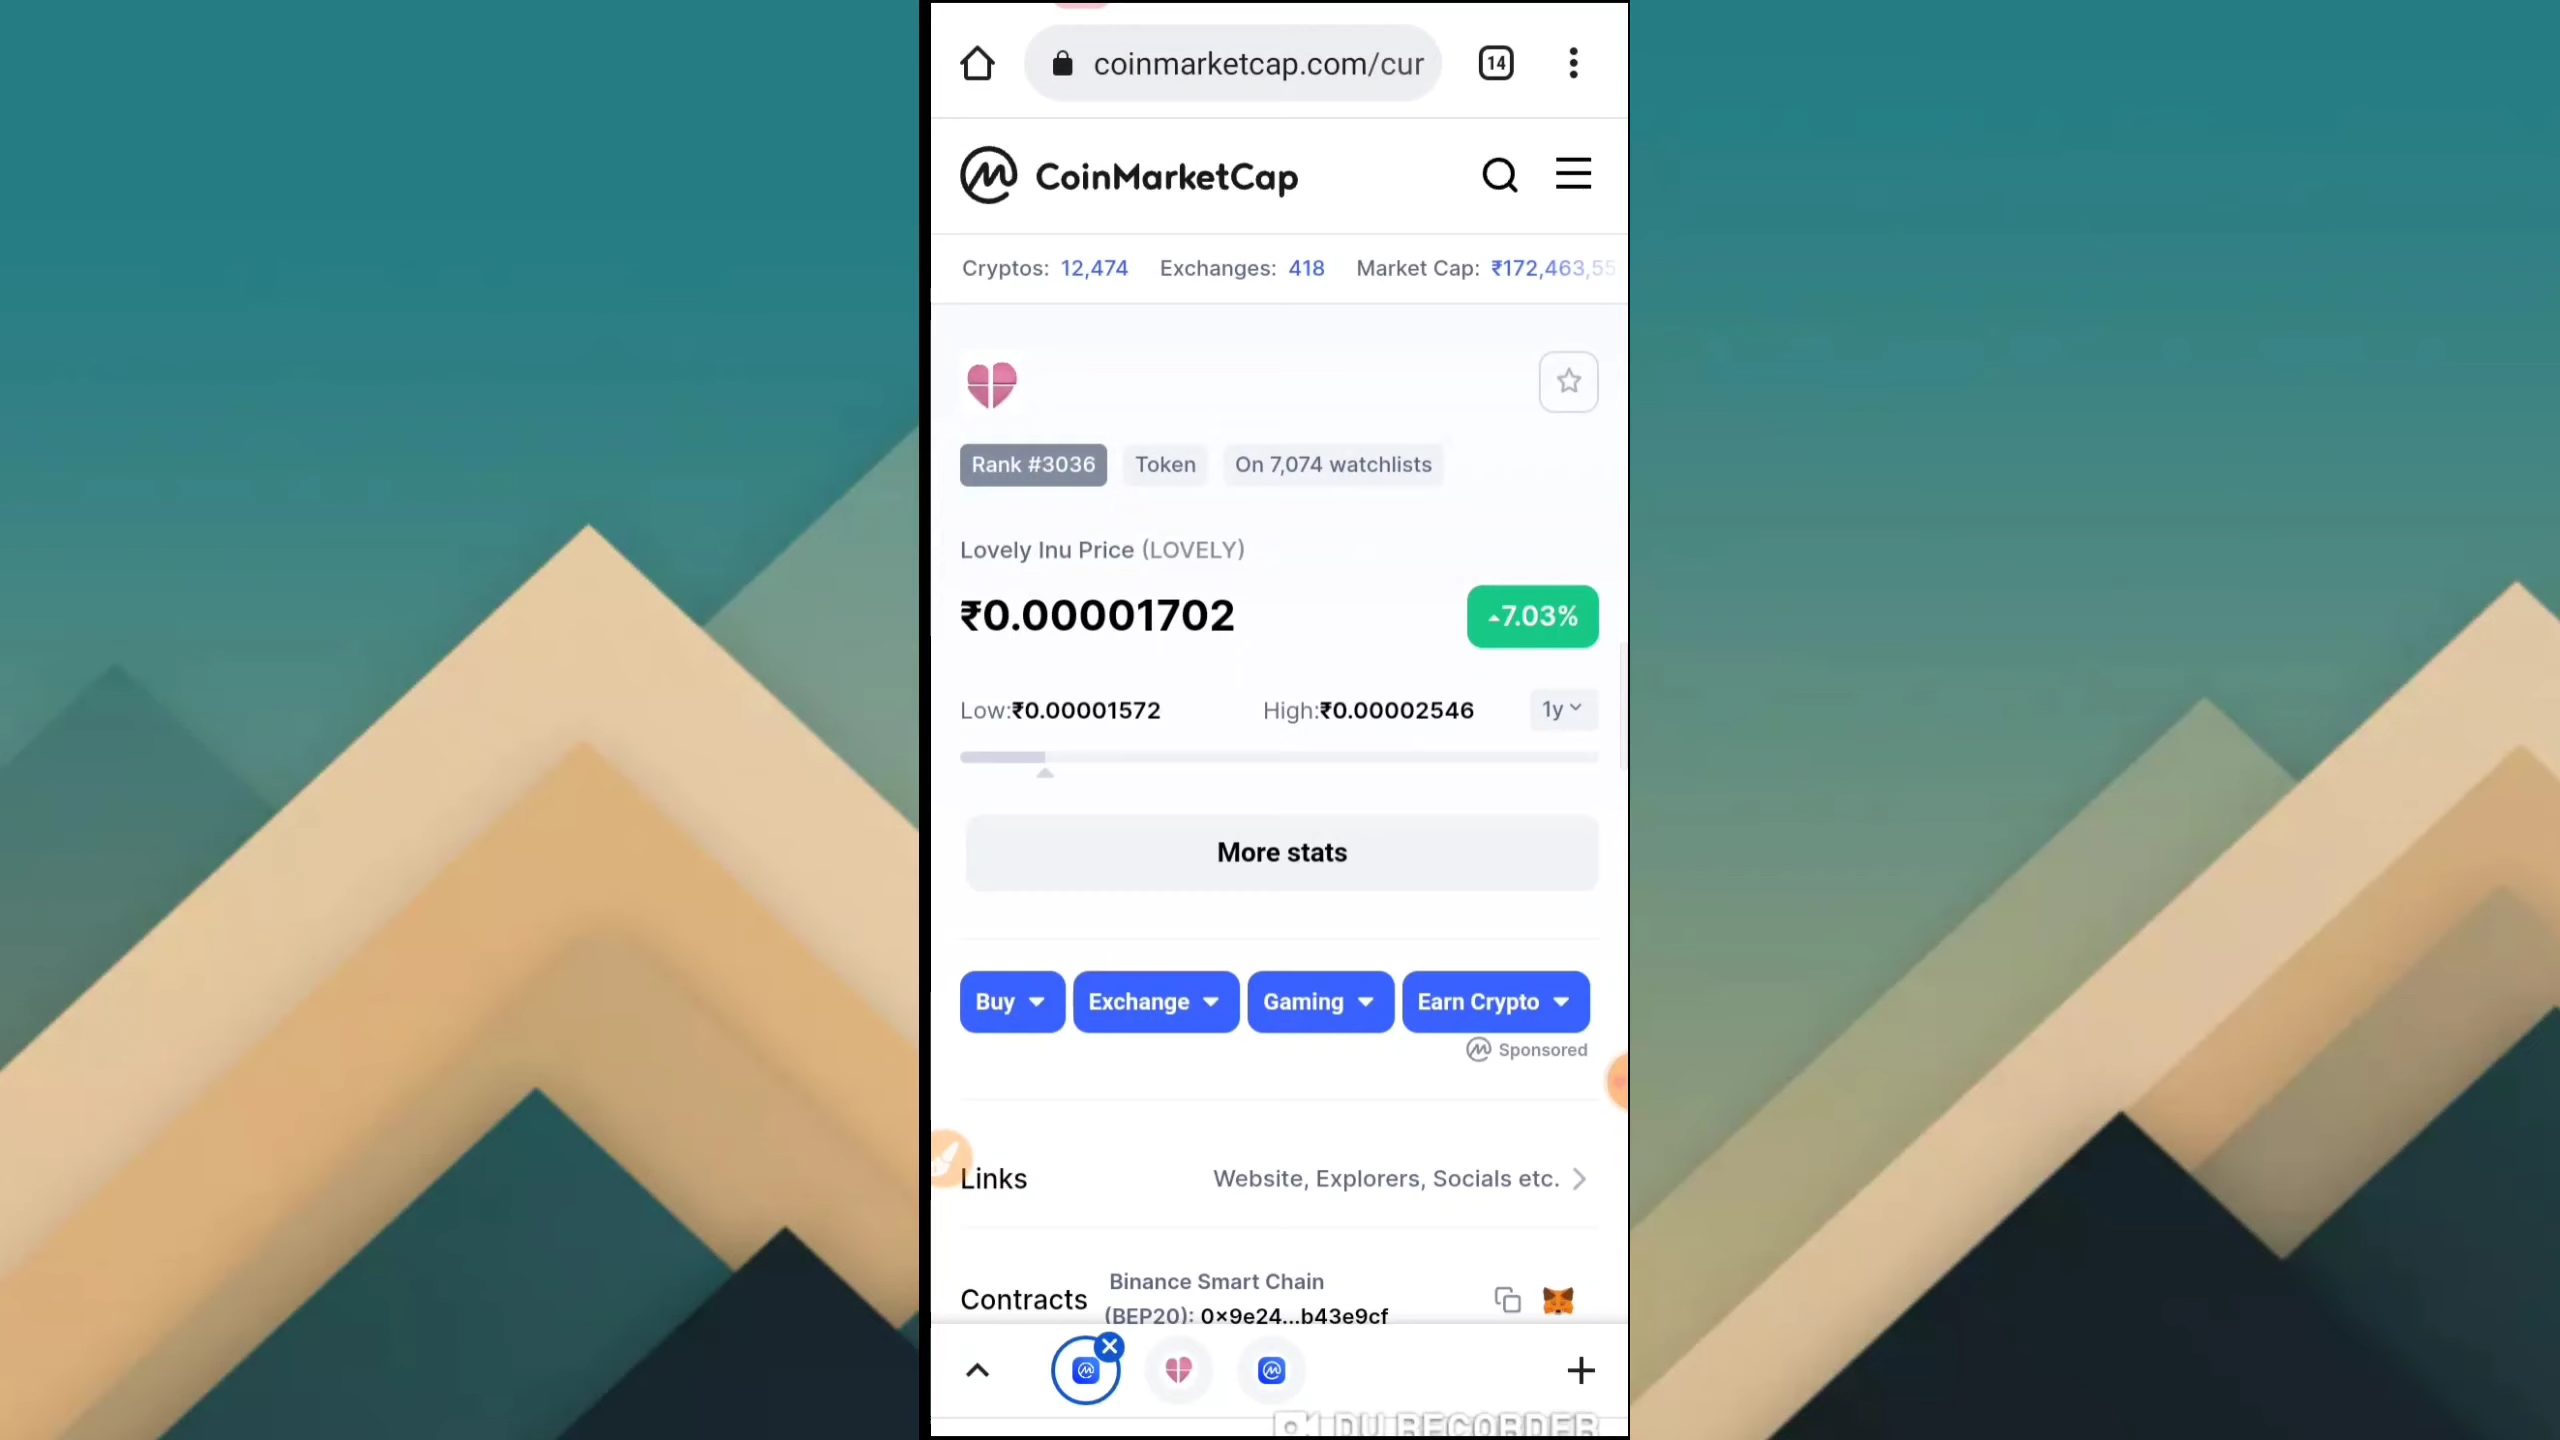 coinmarketcap.com/cur
14
CoinMarketCap
Cryptos: 12,474 Exchanges: 418 Market Cap: ₹172,463,55
Rank #3036 Token On 7,074 watchlists
Lovely Inu Price (LOVELY)
₹0.00001702 7.03%
Low:₹0.00001572 High:₹0.00002546 1y
More stats
Buy Exchange Gaming Earn Crypto
Sponsored
Links Website, Explorers, Socials etc.
Contracts Binance Smart Chain
(BEP20): 0x9e24...b43e9cf
DU RECORDER